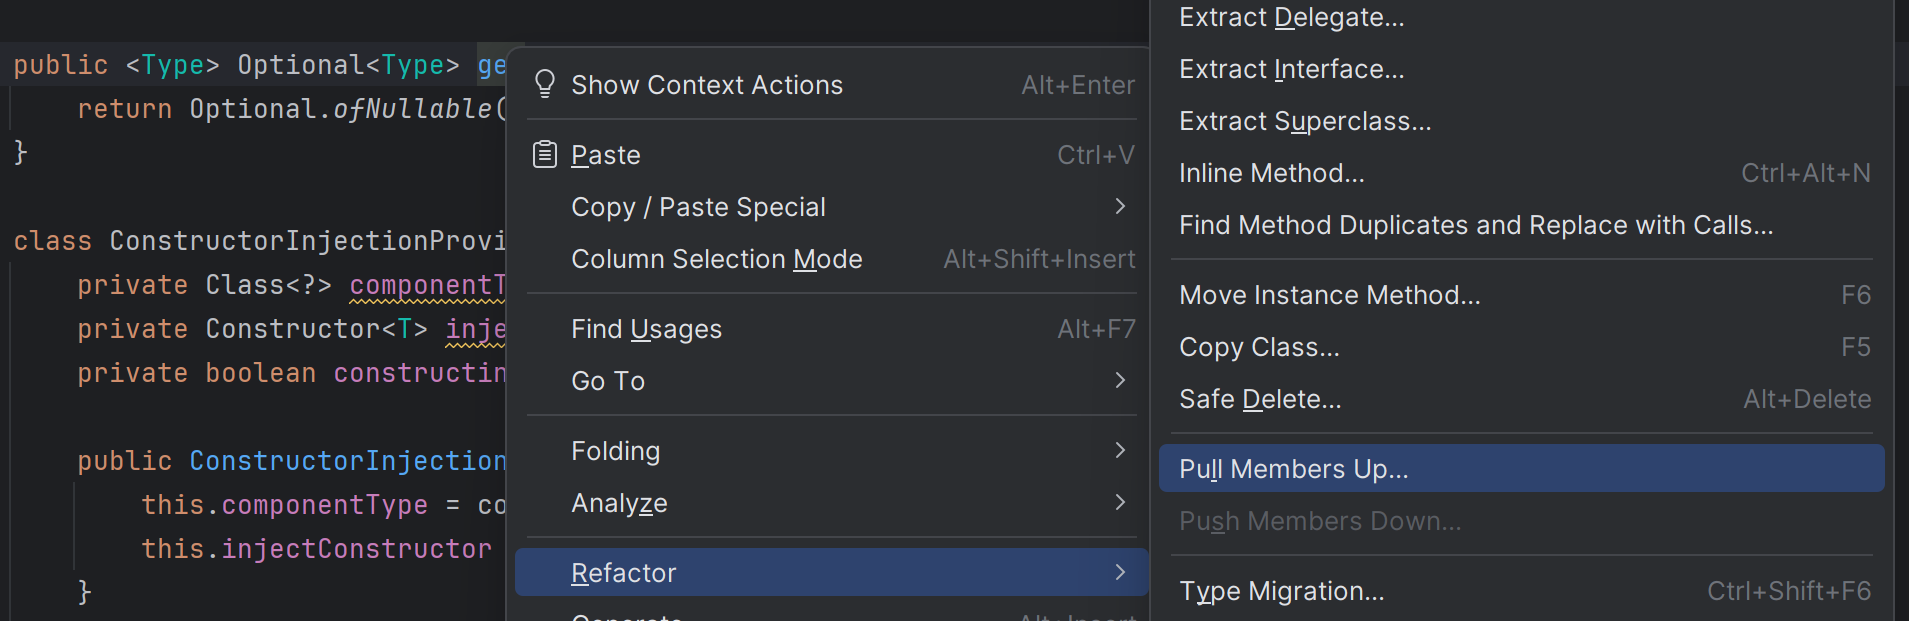 public <Type> Optional<Type> ge
return Optional.ofNullable(
}
class ConstructorInjectionProvi
private Class<?> componentT
private Constructor<T> inje
private boolean constructin
public ConstructorInjection
this.componentType = co
this.injectConstructor
}
Show Context Actions Alt+Enter
Paste Ctrl+V
Copy / Paste Special
Column Selection Mode Alt+Shift+Insert
Find Usages Alt+F7
Go To
Folding
Analyze
Refactor
Generate Alt+Insert
Extract Delegate...
Extract Interface...
Extract Superclass...
Inline Method... Ctrl+Alt+N
Find Method Duplicates and Replace with Calls...
Move Instance Method... F6
Copy Class... F5
Safe Delete... Alt+Delete
Pull Members Up...
Push Members Down...
Type Migration... Ctrl+Shift+F6